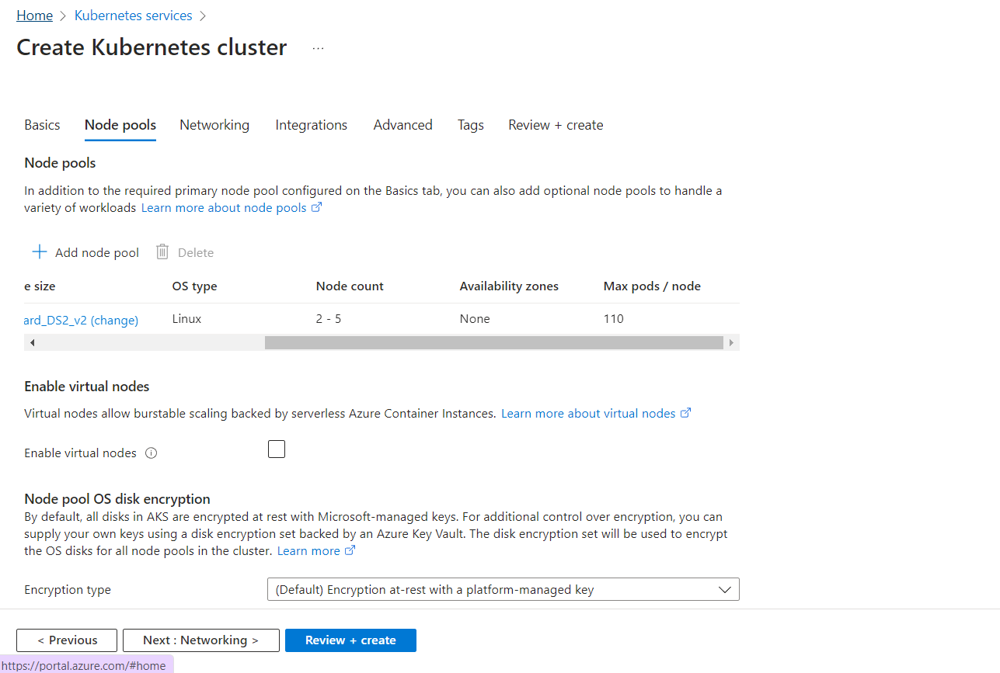 Home > Kubernetes services >
Create Kubernetes cluster ...
Basics Node pools Networking Integrations Advanced Tags Review + create
Node pools
In addition to the required primary node pool configured on the Basics tab, you can also add optional node pools to handle a
variety of workloads Learn more about node pools
Add node pool Delete
e size OS type Node count Availability zones Max pods / node
ard_DS2_v2 (change) Linux 2 - 5 None 110
Enable virtual nodes
Virtual nodes allow burstable scaling backed by serverless Azure Container Instances. Learn more about virtual nodes
Enable virtual nodes
Node pool OS disk encryption
By default, all disks in AKS are encrypted at rest with Microsoft-managed keys. For additional control over encryption, you can
supply your own keys using a disk encryption set backed by an Azure Key Vault. The disk encryption set will be used to encrypt
the OS disks for all node pools in the cluster. Learn more
Encryption type (Default) Encryption at-rest with a platform-managed key
< Previous Next : Networking > Review + create
https://portal.azure.com/#home